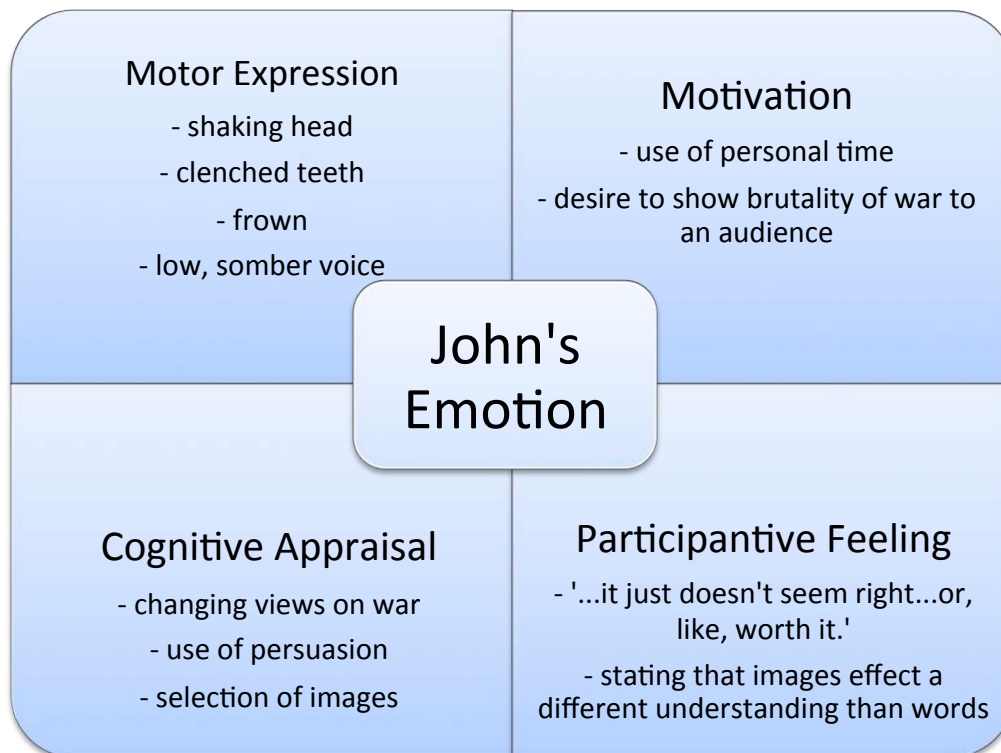 Motor Expression
- shaking head
- clenched teeth
- frown
- low, somber voice
Motivation
- use of personal time
- desire to show brutality of war to
an audience
John's
Emotion
Cognitive Appraisal
- changing views on war
- use of persuasion
- selection of images
Participantive Feeling
- '...it just doesn't seem right...or,
like, worth it.'
- stating that images effect a
different understanding than words